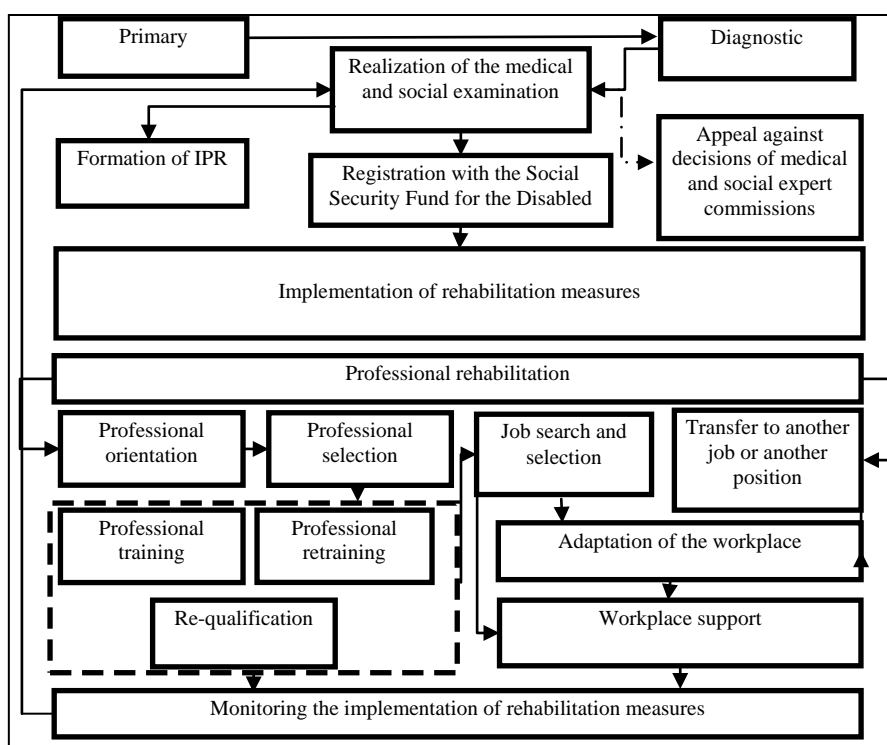 Primary
Diagnostic
Realization of the medical
and social examination
Formation of IPR
Appeal against
decisions of medical
and social expert
commissions
Registration with the Social
Security Fund for the Disabled
Implementation of rehabilitation measures
Professional rehabilitation
Professional
orientation
Professional
selection
Job search and
selection
Transfer to another
job or another
position
Professional
training
Professional
retraining
Adaptation of the workplace
Re-qualification
Workplace support
Monitoring the implementation of rehabilitation measures